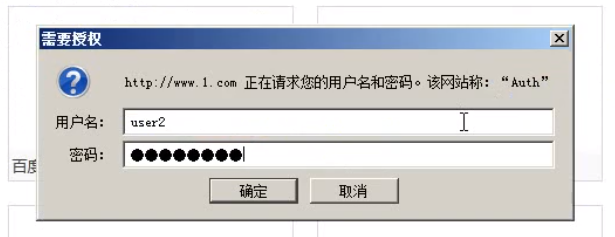 需要授权
http://www.1.com 正在请求您的用户名和密码。该网站称：“Auth”
用户名： user2
密码： ●●●●●●●●
百度
确定 取消